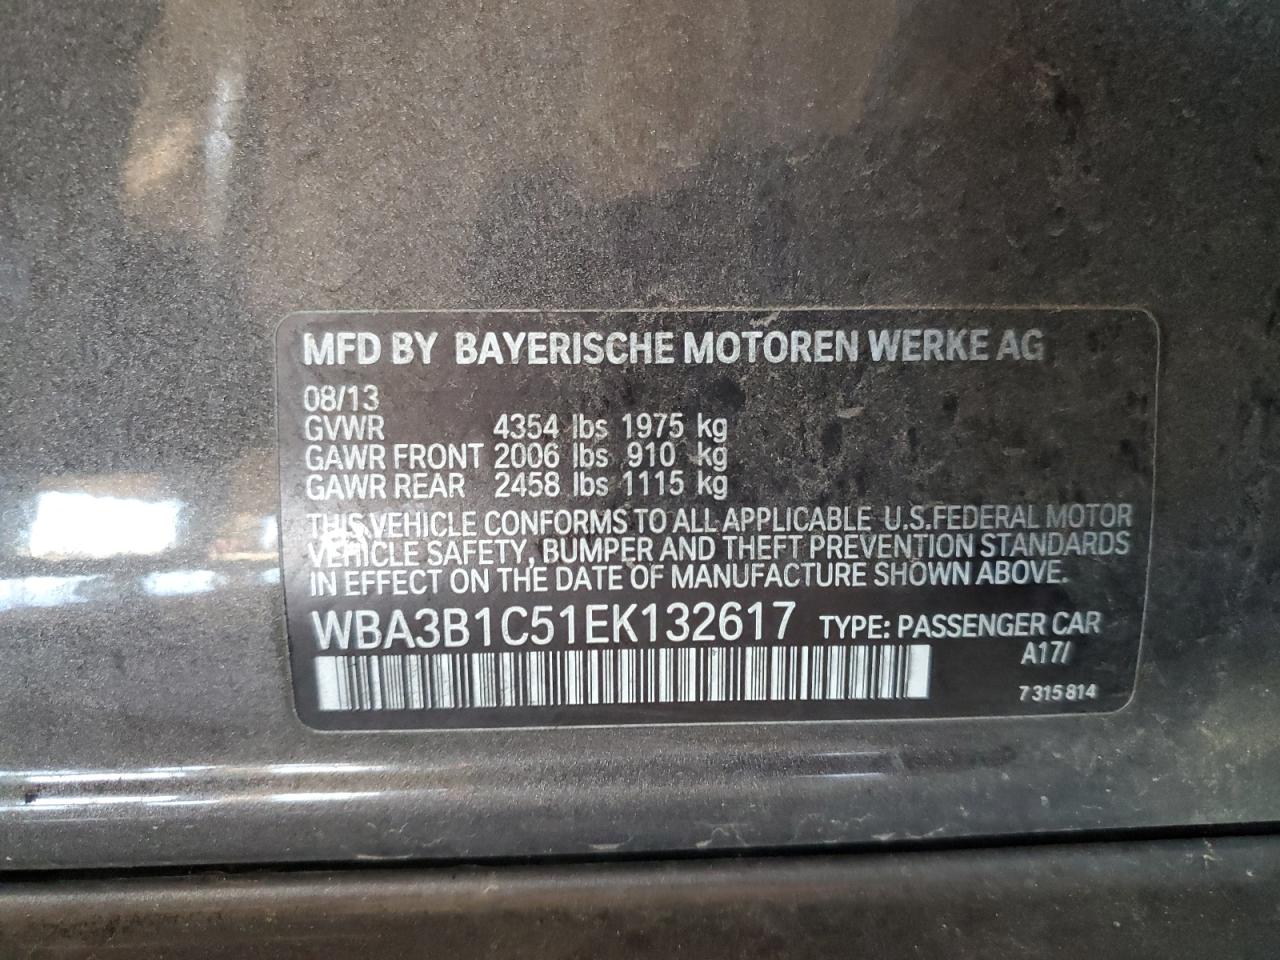 MFD BY BAYERISCHE MOTOREN WERKE AG
08/13
GVWR 4354 lbs 1975 kg
GAWR FRONT 2006 lbs 910 kg
GAWR REAR 2458 lbs 1115 kg
THIS VEHICLE CONFORMS TO ALL APPLICABLE U.S.FEDERAL MOTOR
VEHICLE SAFETY, BUMPER AND THEFT PREVENTION STANDARDS
IN EFFECT ON THE DATE OF MANUFACTURE SHOWN ABOVE.
WBA3B1C51EK132617 TYPE: PASSENGER CAR
A17/
7 315 814